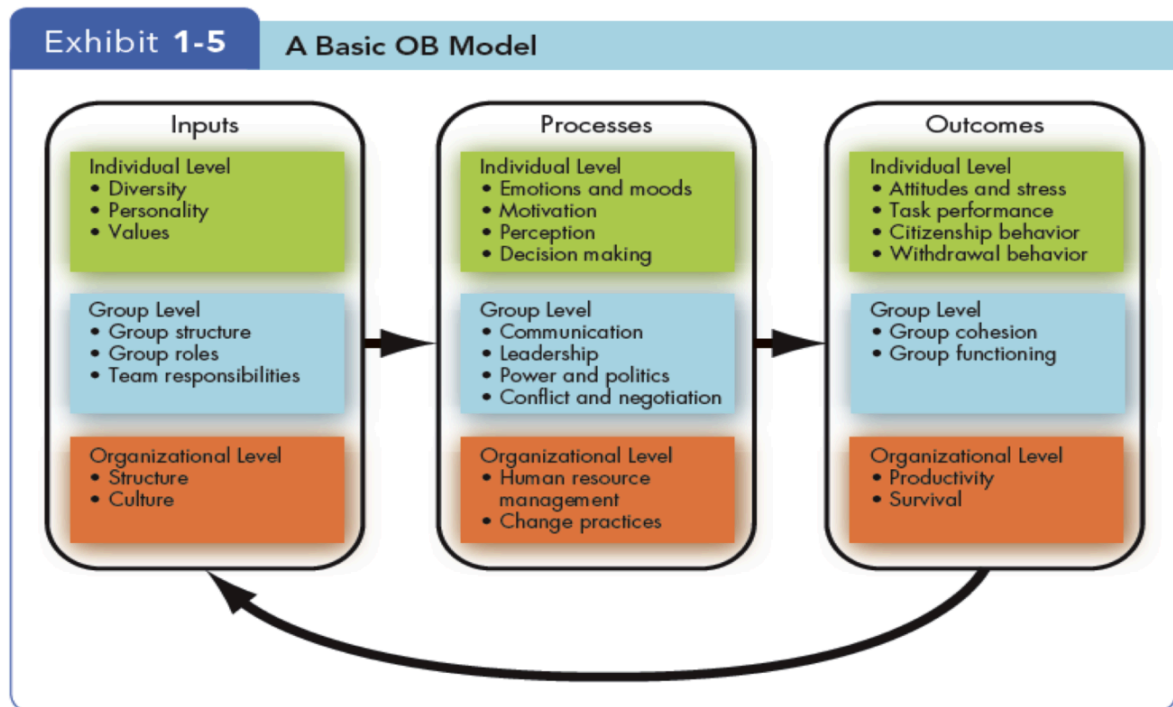 Exhibit 1-5
A Basic OB Model
Inputs
Individual Level
• Diversity
• Personality
• Values
Group Level
• Group structure
• Group roles
• Team responsibilities
Organizational Level
• Structure
• Culture
Processes
Individual Level
• Emotions and moods
• Motivation
• Perception
• Decision making
Group Level
• Communication
• Leadership
• Power and politics
• Conflict and negotiation
Organizational Level
• Human resource
management
• Change practices
Outcomes
Individual Level
• Attitudes and stress
• Task performance
• Citizenship behavior
• Withdrawal behavior
Group Level
• Group cohesion
• Group functioning
Organizational Level
• Productivity
• Survival